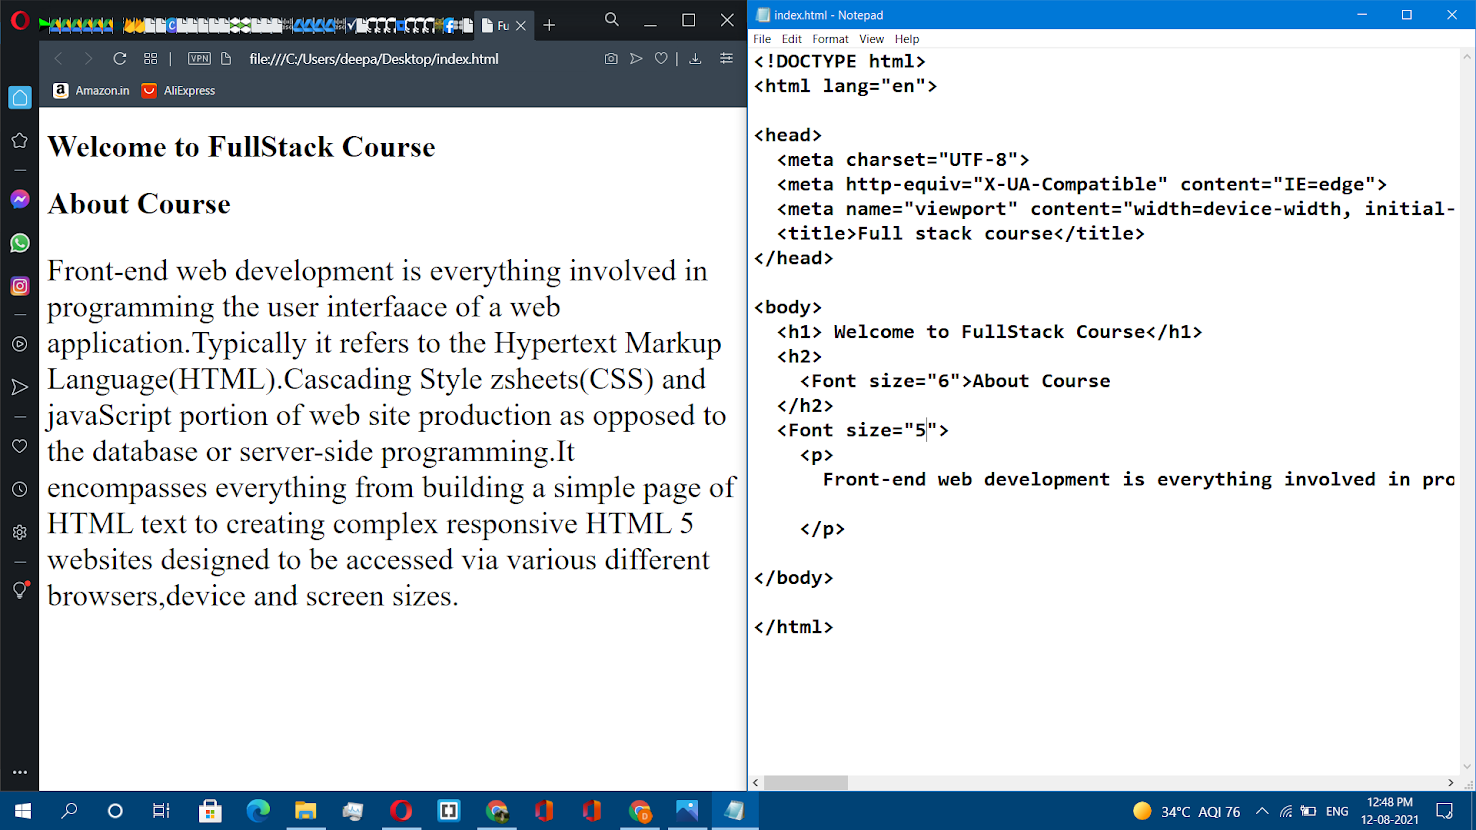 Fu
VPN
file:///C:/Users/deepa/Desktop/index.html
Amazon.in
AliExpress
Welcome to FullStack Course
About Course
Front-end web development is everything involved in
programming the user interfaace of a web
application.Typically it refers to the Hypertext Markup
Language(HTML).Cascading Style zsheets(CSS) and
javaScript portion of web site production as opposed to
the database or server-side programming.It
encompasses everything from building a simple page of
HTML text to creating complex responsive HTML 5
websites designed to be accessed via various different
browsers,device and screen sizes.
index.html - Notepad
File Edit Format View Help
<!DOCTYPE html>
<html lang="en">
<head>
<meta charset="UTF-8">
<meta http-equiv="X-UA-Compatible" content="IE=edge">
<meta name="viewport" content="width=device-width, initial-
<title>Full stack course</title>
</head>
<body>
<h1> Welcome to FullStack Course</h1>
<h2>
<Font size="6">About Course
</h2>
<Font size="5">
<p>
Front-end web development is everything involved in pro
</p>
</body>
</html>
34°C AQI 76
ENG
12:48 PM
12-08-2021